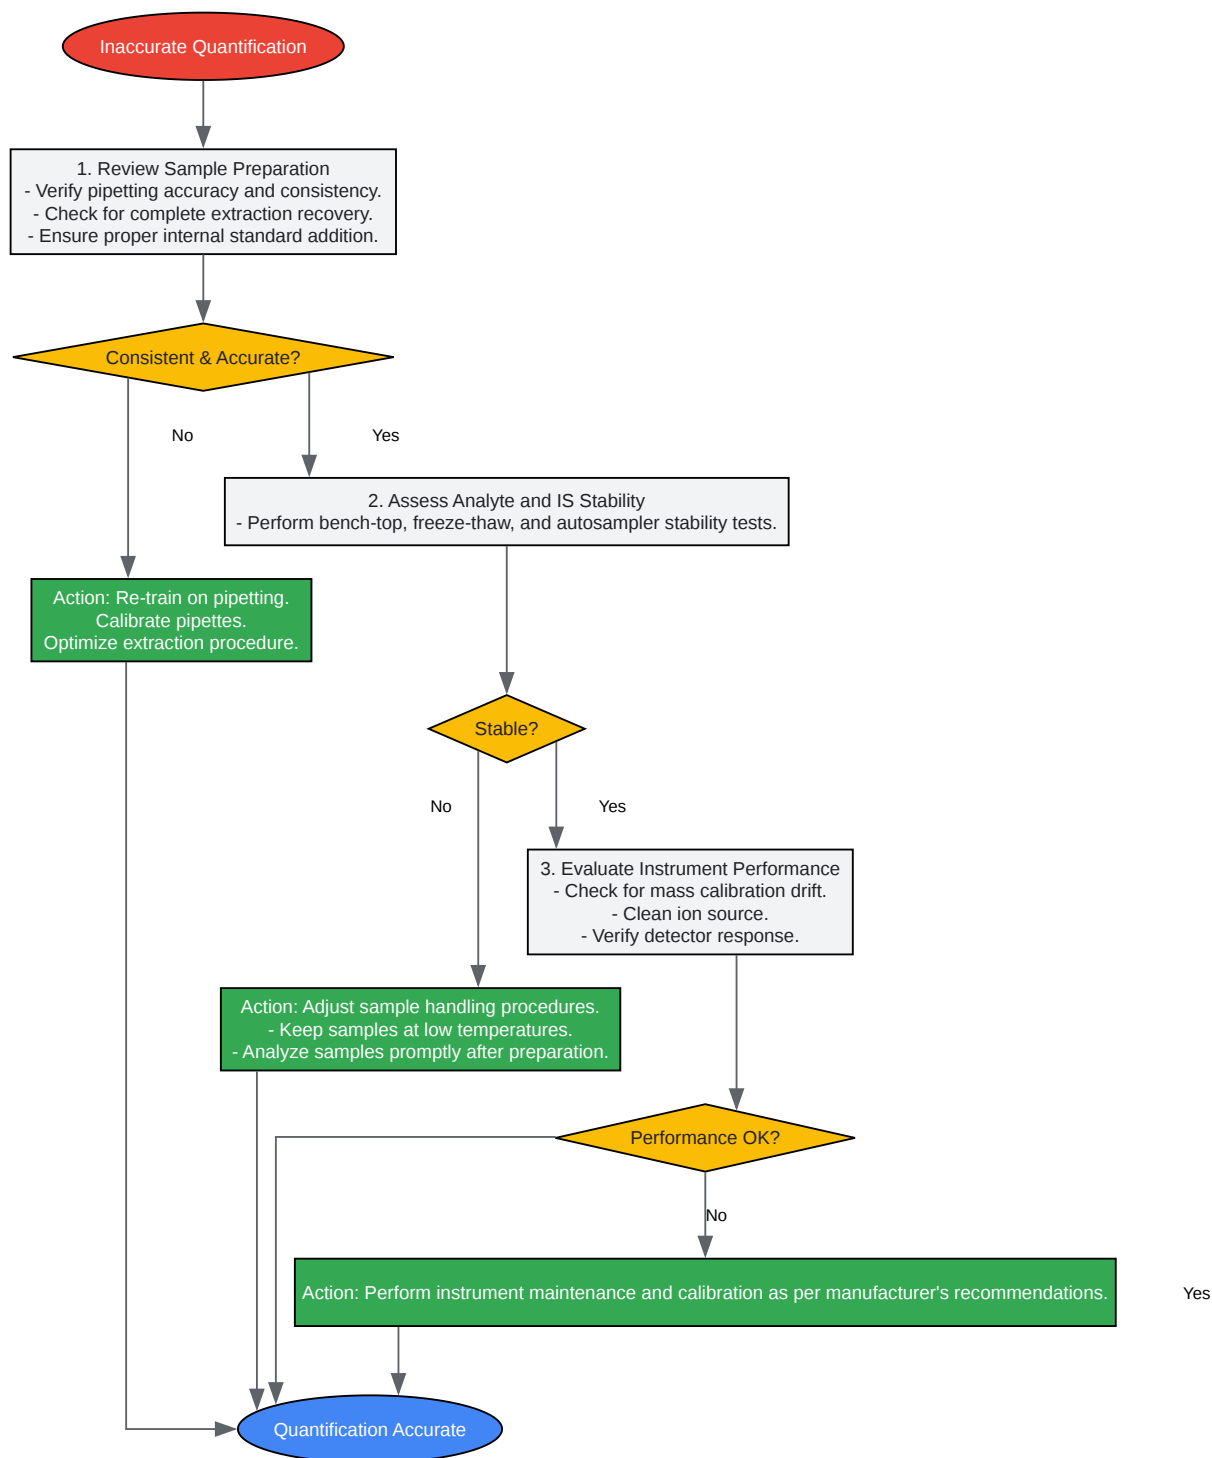 Inaccurate Quantification
1. Review Sample Preparation
- Verify pipetting accuracy and consistency.
- Check for complete extraction recovery.
- Ensure proper internal standard addition.
Consistent & Accurate?
No
Yes
2. Assess Analyte and IS Stability
- Perform bench-top, freeze-thaw, and autosampler stability tests.
Action: Re-train on pipetting.
Calibrate pipettes.
Optimize extraction procedure.
Stable?
No
Yes
3. Evaluate Instrument Performance
- Check for mass calibration drift.
- Clean ion source.
- Verify detector response.
Action: Adjust sample handling procedures.
- Keep samples at low temperatures.
- Analyze samples promptly after preparation.
Performance OK?
No
Action: Perform instrument maintenance and calibration as per manufacturer's recommendations.
Yes
Quantification Accurate